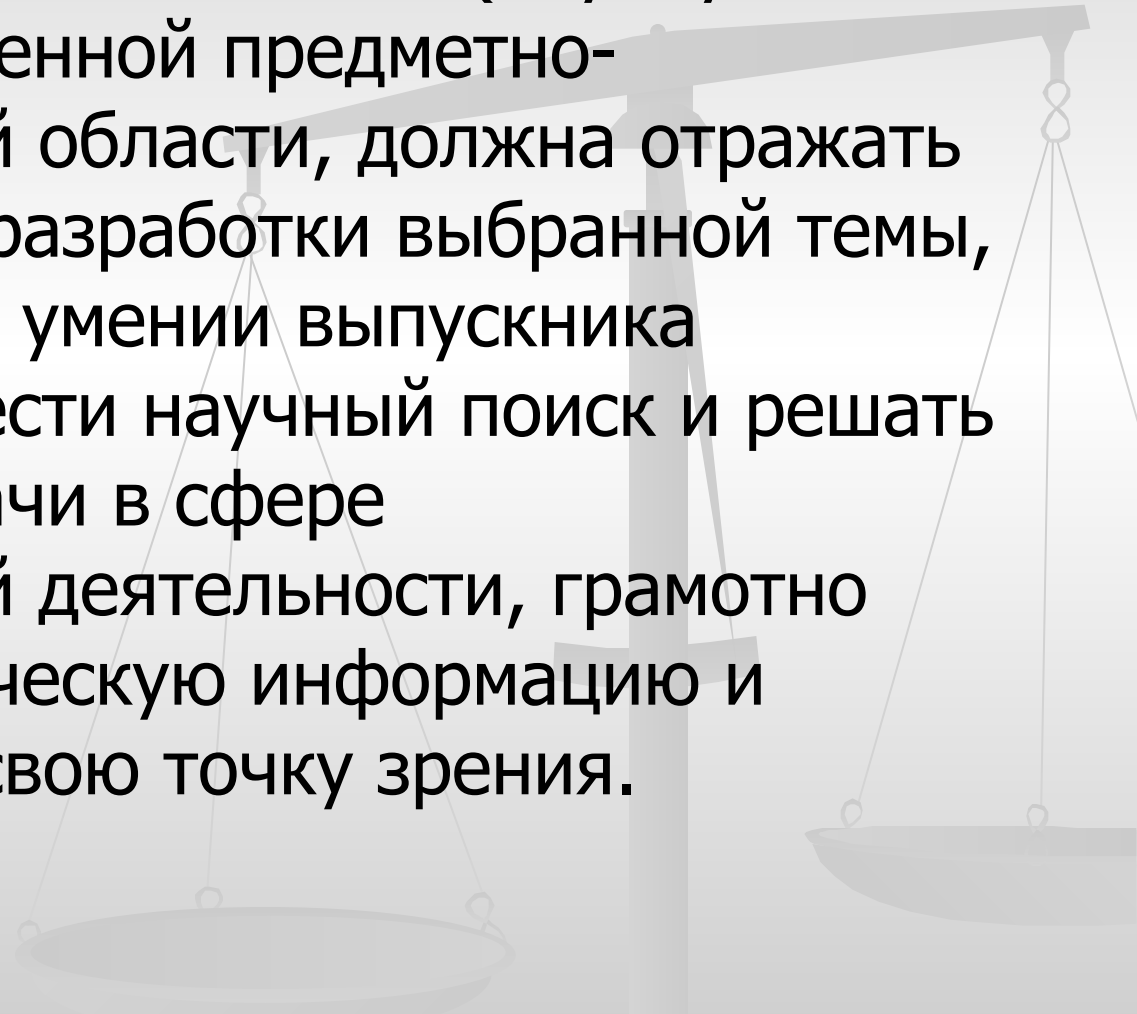 енной предметно-
й области, должна отражать
разработки выбранной темы,
умении выпускника
ести научный поиск и решать
ачи в сфере
й деятельности, грамотно
ческую информацию и
свою точку зрения.